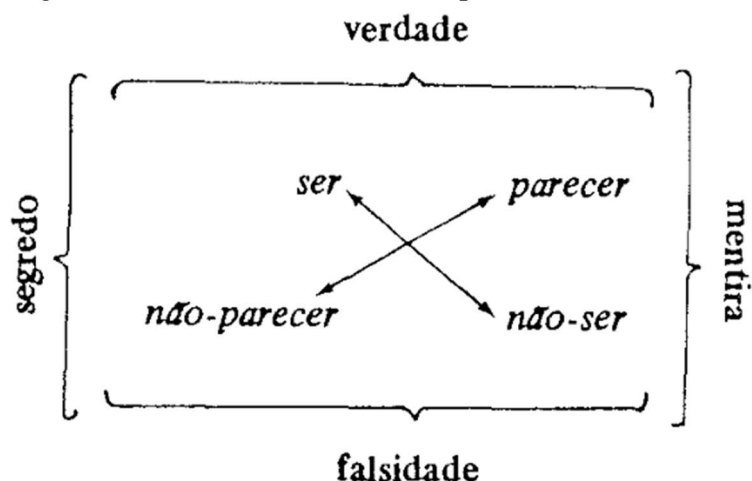 verdade
segredo
ser parecer
mentira
não-parecer não-ser
falsidade